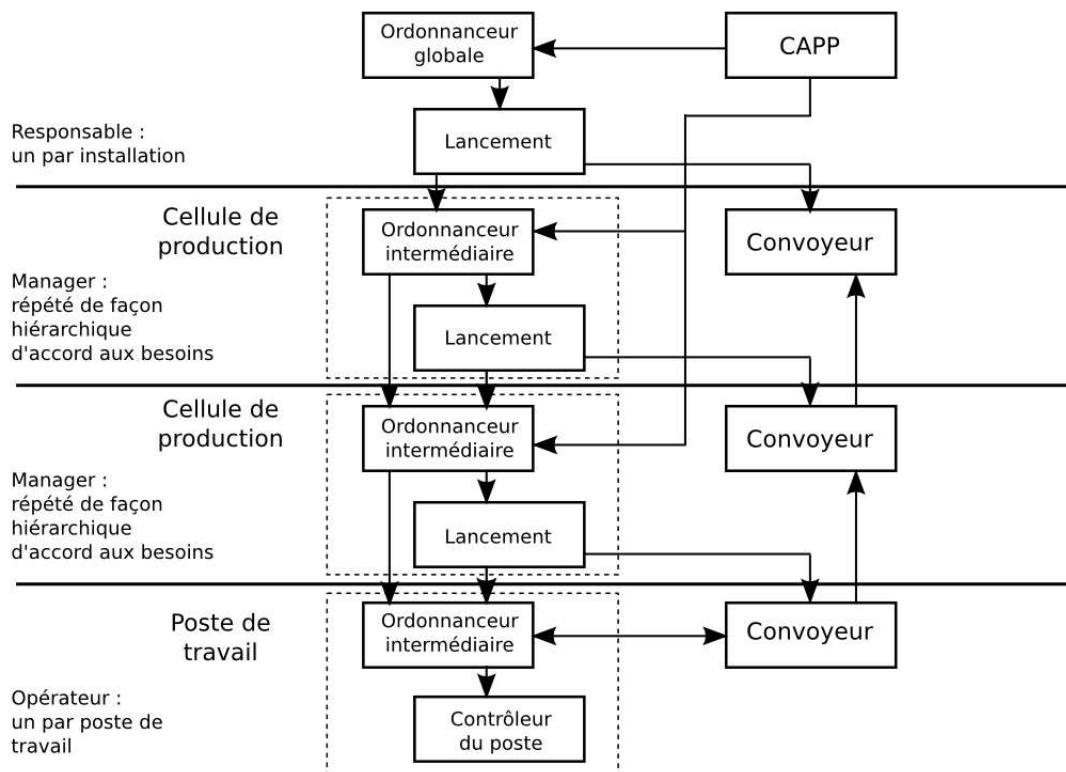 Ordonnanceur
globale
CAPP
Lancement
Responsable :
un par installation
Cellule de
production
Ordonnanceur
intermédiaire
Convoyeur
Manager :
répété de façon
hiérarchique
d'accord aux besoins
Lancement
Cellule de
production
Ordonnanceur
intermédiaire
Convoyeur
Manager :
répété de façon
hiérarchique
d'accord aux besoins
Lancement
Poste de
travail
Ordonnanceur
intermédiaire
Convoyeur
Opérateur :
un par poste de
travail
Contrôleur
du poste